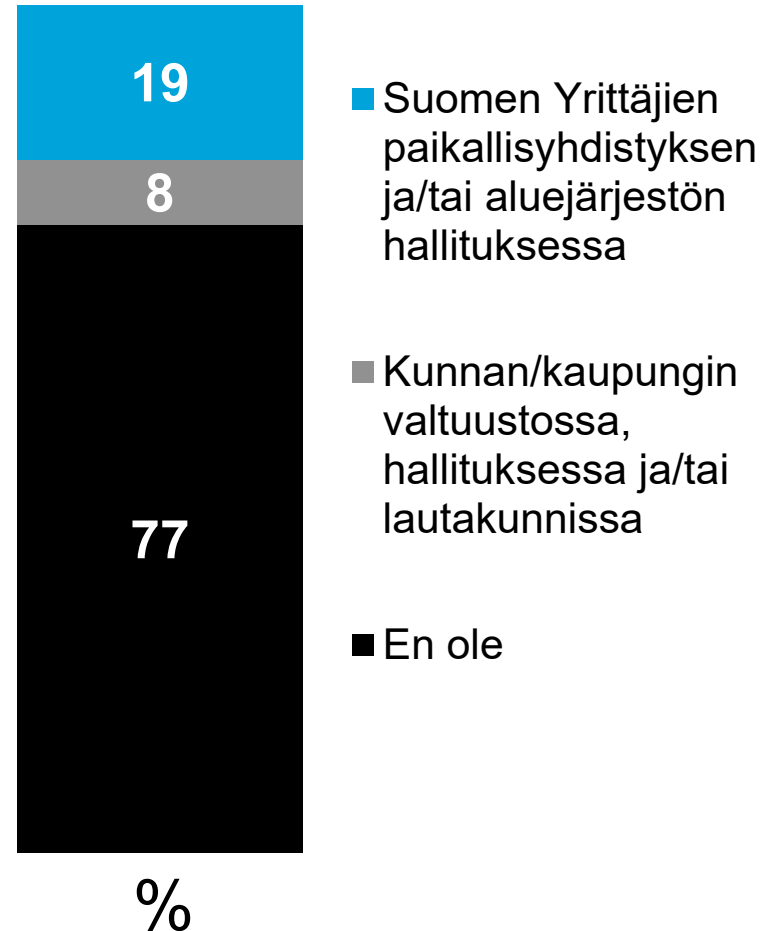 19
8
77
%
Suomen Yrittäjien
paikallisyhdistyksen
ja/tai aluejärjestön
hallituksessa
Kunnan/kaupungin
valtuustossa,
hallituksessa ja/tai
lautakunnissa
En ole